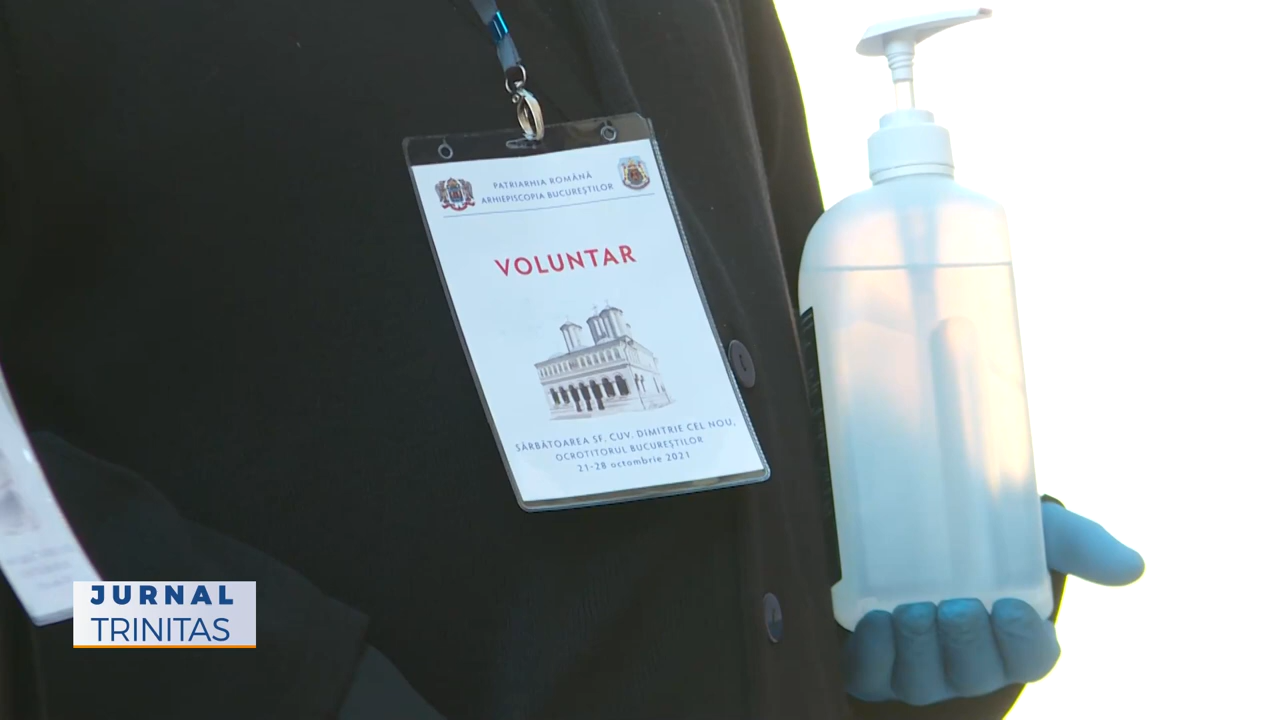 PATRIARHIA ROMÂNĂ
ARHIEPISCOPIA BUCUREȘTILOR
VOLUNTAR
SĂRBĂTOAREA SF. CUV. DIMITRIE CEL NOU,
OCROTITORUL BUCUREȘTILOR
21-28 octombrie 2021
JURNAL
TRINITAS